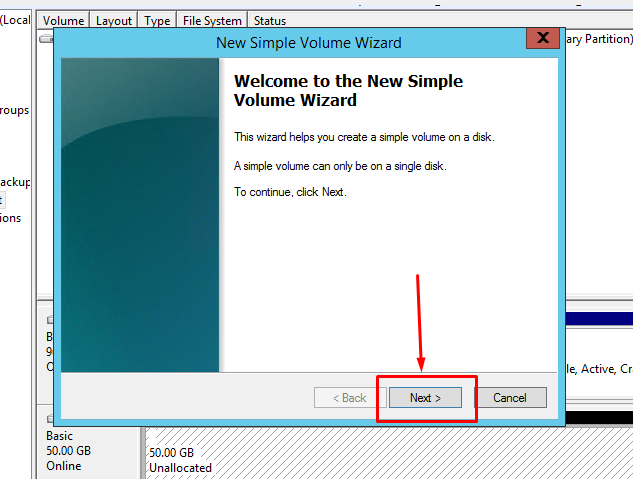 (Local
Volume Layout Type File System Status
ary Partition)
New Simple Volume Wizard
X
Welcome to the New Simple
Volume Wizard
This wizard helps you create a simple volume on a disk.
A simple volume can only be on a single disk.
To continue, click Next.
roups
ackup
t
ions
B
9
O
le, Active, Cra
< Back Next > Cancel
Basic
50.00 GB
Online
50.00 GB
Unallocated